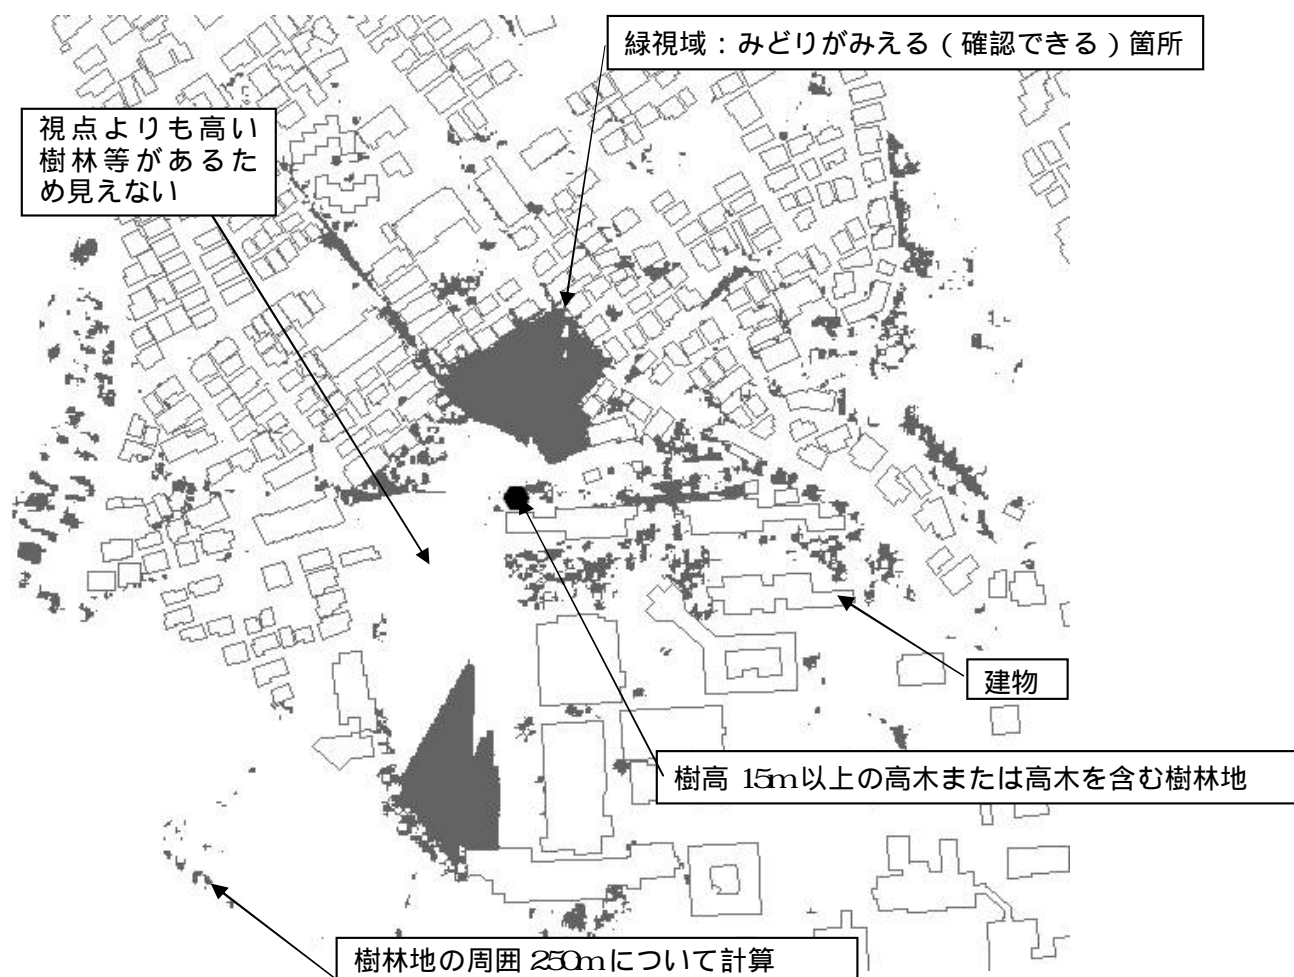 緑視域：みどりがみえる（確認できる）箇所
視点よりも高い
樹林等があるた
め見えない
建物
樹高 15m以上の高木または高木を含む樹林地
樹林地の周囲 250mについて計算